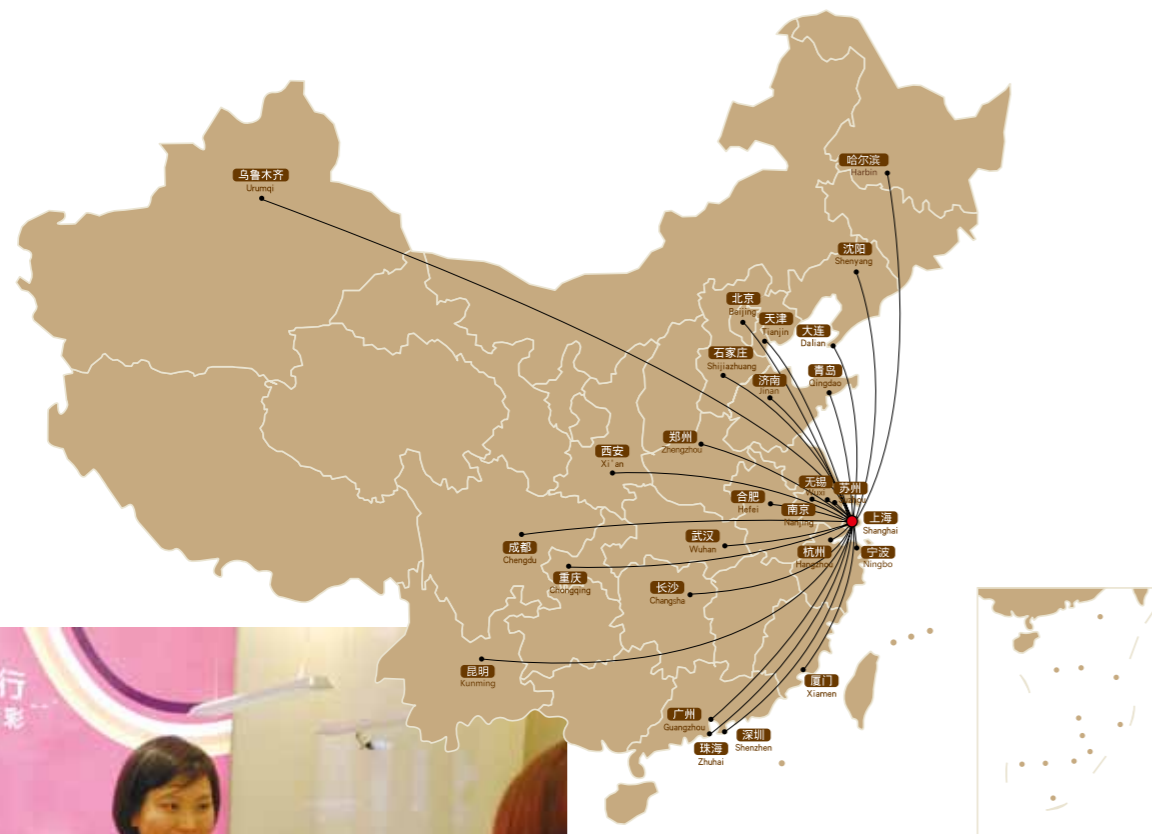 哈尔滨
Harbin
乌鲁木齐
Urumqi
沈阳
Shenyang
北京
Beijing
天津
Tianjin
大连
Dalian
石家庄
Shijiazhuang
济南
Jinan
青岛
Qingdao
郑州
Zhengzhou
西安
Xi'an
无锡
Wuxi
苏州
合肥
Hefei
南京
Nanjing
上海
Shanghai
武汉
Wuhan
杭州
Hangzhou
宁波
Ningbo
成都
Chengdu
重庆
Chongqing
长沙
Changsha
昆明
Kunming
厦门
Xiamen
广州
Guangzhou
深圳
Shenzhen
珠海
Zhuhai
行
彩